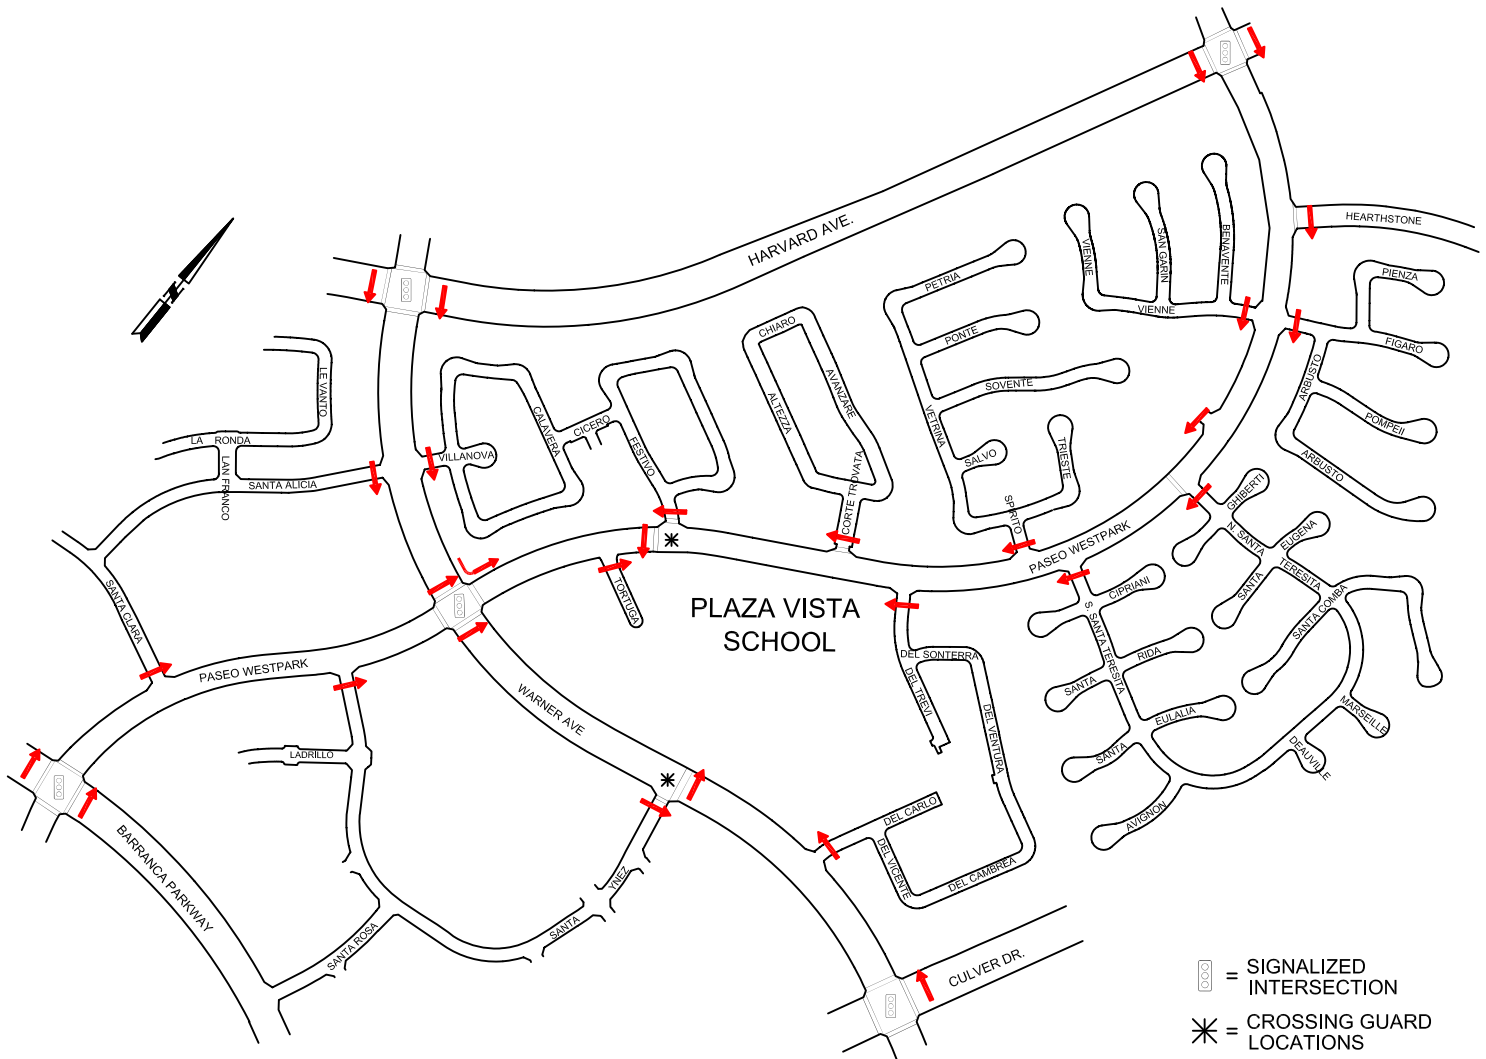 HARVARD AVE.
HEARTHSTONE
PIENZA
FIGARO
ARBUSTO
POMPEII
ARBUSTO
VIENNE
SAN GARIN
BENAVENTE
VIENNE
PETRIA
PONTE
SOVENTE
VETRINA
SALVO
TRIESTE
SPIRITO
CHIARO
AVANZARE
ALTEZZA
CORTE TROVATA
LE VANTO
LA RONDA
LAN FRANCO
SANTA ALICIA
VILLANOVA
CALAVERA
CICERO
FESTIVO
PASEO WESTPARK
GHIBERTI
N. SANTA
TERESITA
EUGENA
SANTA
SANTA COMBA
CIPRIANI
S. SANTA TERESITA
RIDA
SANTA
EULALIA
SANTA
AVIGNON
MARSEILLE
DEAUVILLE
TORTUGA
PLAZA VISTA
SCHOOL
DEL SONTERRA
DEL TREVI
DEL VENTURA
DEL CARLO
DEL VICENTE
DEL CAMBREA
SANTA CLARA
PASEO WESTPARK
WARNER AVE
LADRILLO
BARRANCA PARKWAY
SANTA ROSA
SANTA
YNEZ
CULVER DR.
= SIGNALIZED
INTERSECTION
= CROSSING GUARD
LOCATIONS